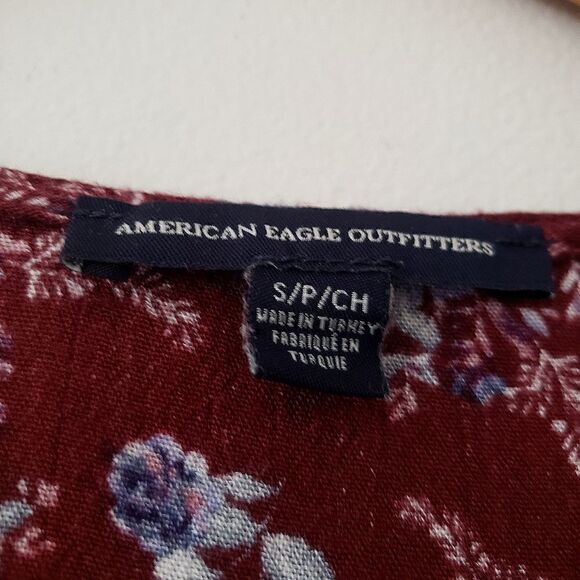 AMERICAN EAGLE OUTFITTERS
S/P/CH
MADE IN TURKEY
FABRIQUÉ EN
TURQUIE